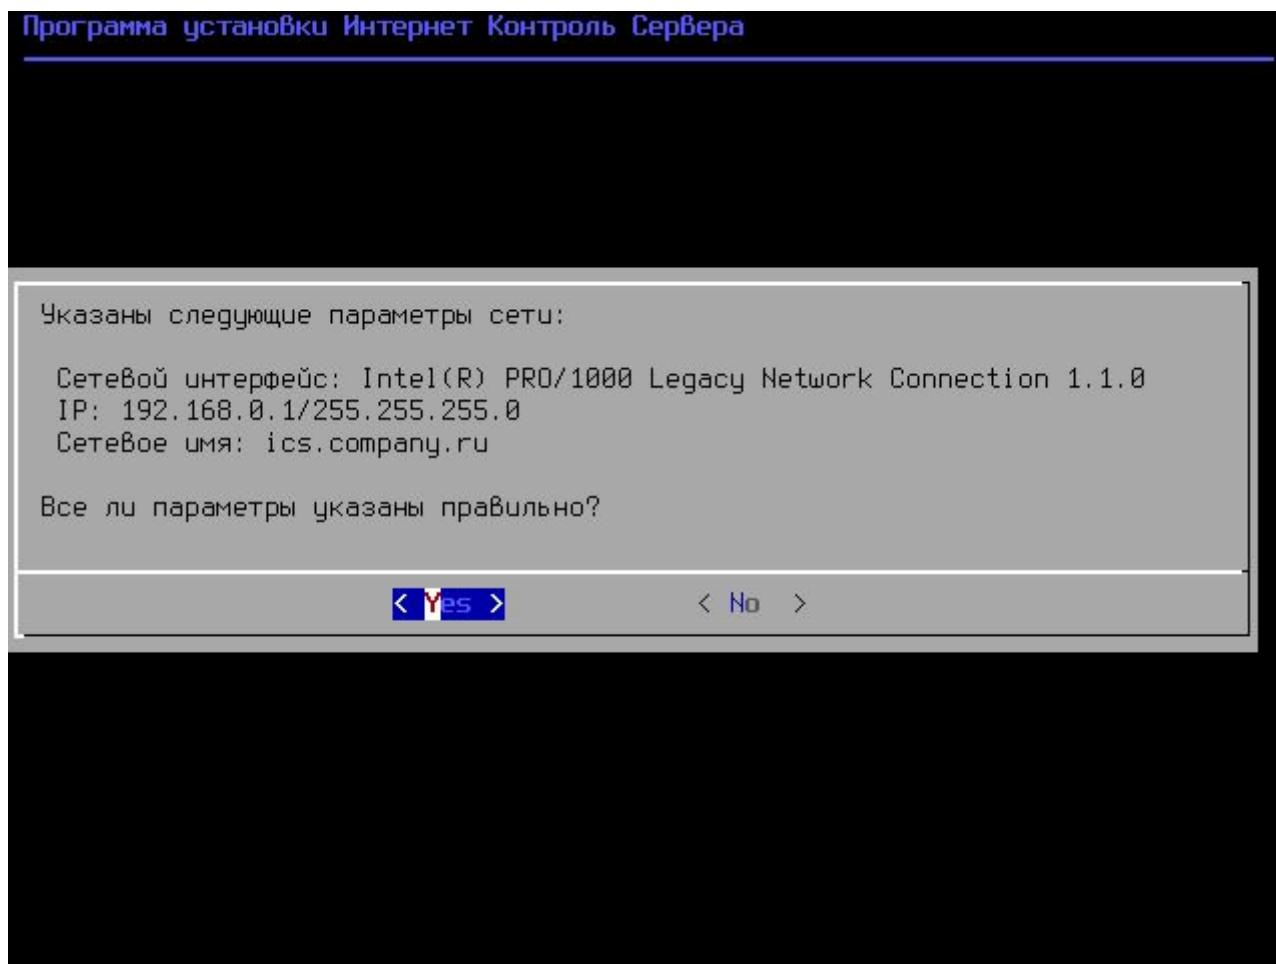 Программа установки Интернет Контроль Сервера
Указаны следующие параметры сети:
Сетевой интерфейс: Intel(R) PRO/1000 Legacy Network Connection 1.1.0
IP: 192.168.0.1/255.255.255.0
Сетевое имя: ics.company.ru
Все ли параметры указаны правильно?
< Yes > < No >